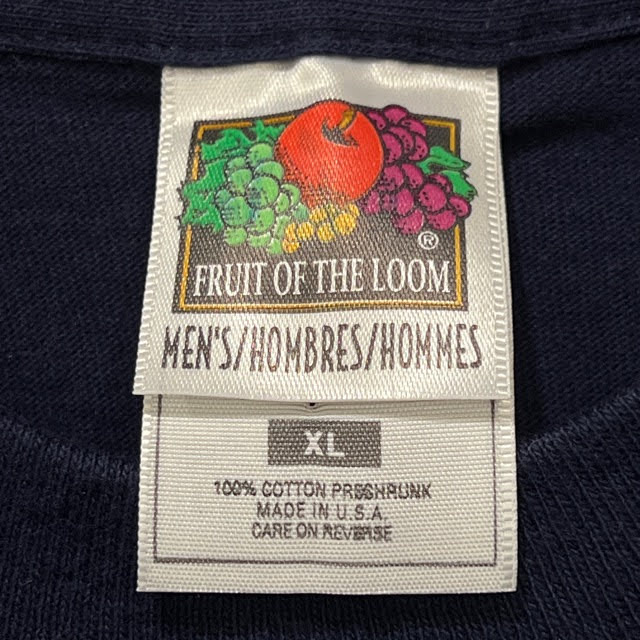 ®
FRUIT OF THE LOOM
MEN'S/HOMBRES/HOMMES
XL
100% COTTON PRESHRUNK
MADE IN U.S.A.
CARE ON REVERSE